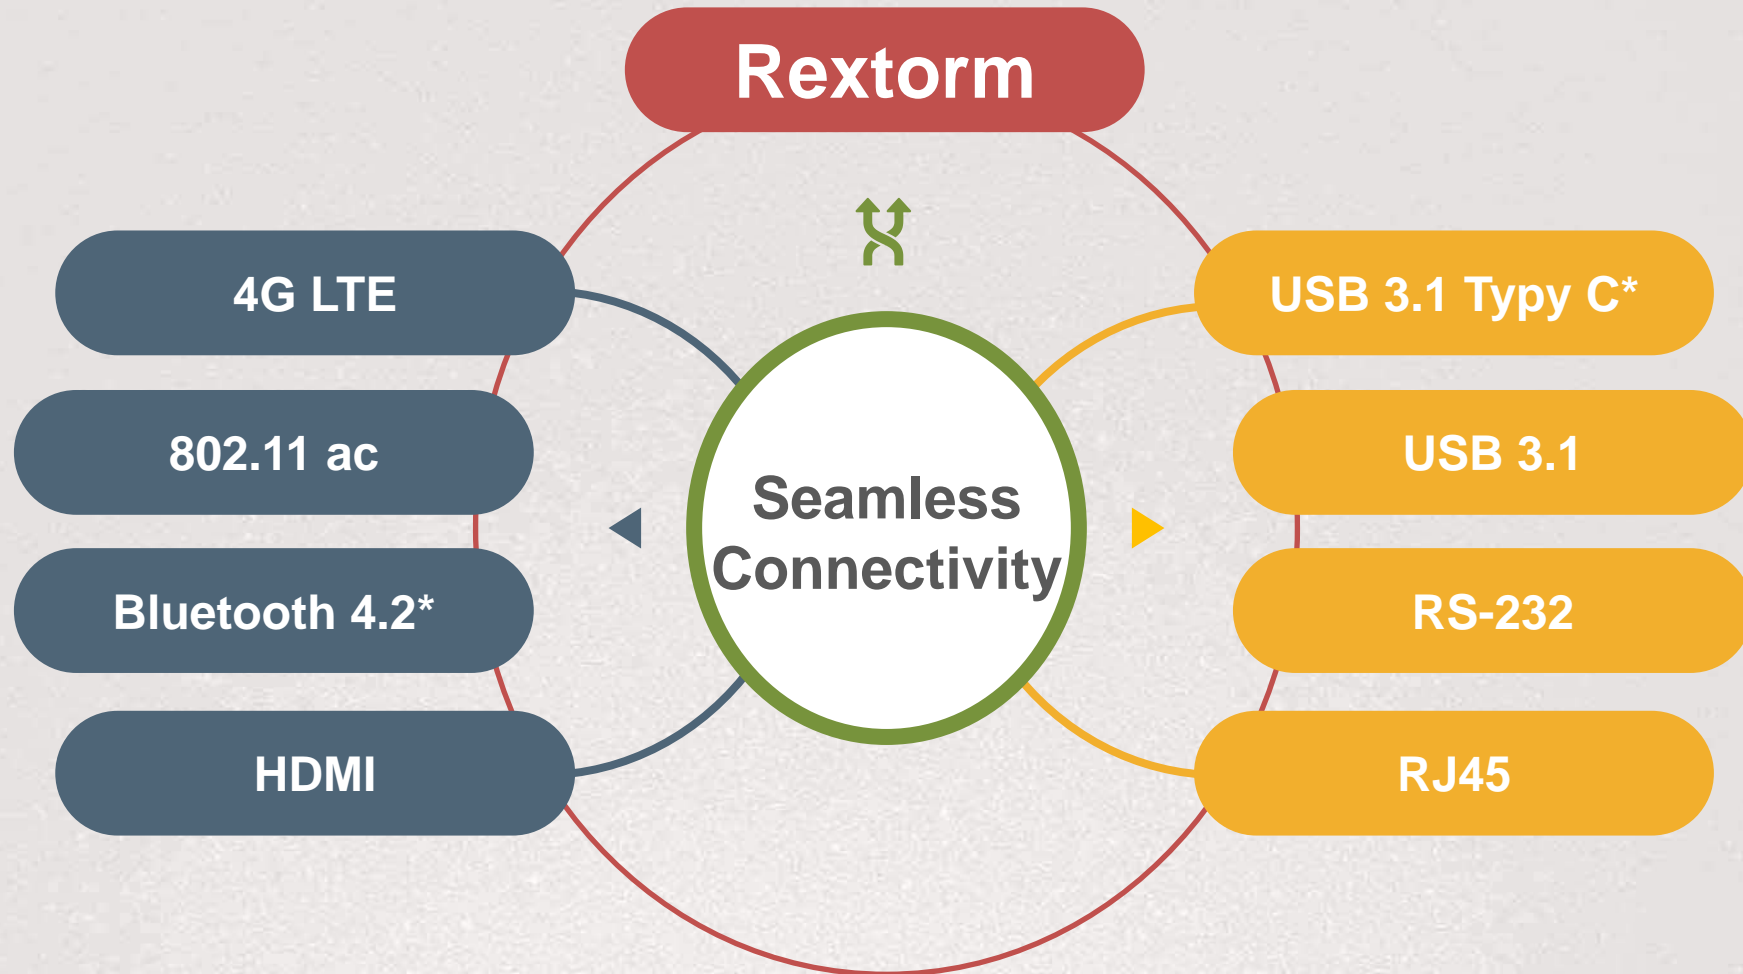 Rextorm
4G LTE
802.11 ac
Bluetooth 4.2*
HDMI
Seamless
Connectivity
USB 3.1 Typy C*
USB 3.1
RS-232
RJ45